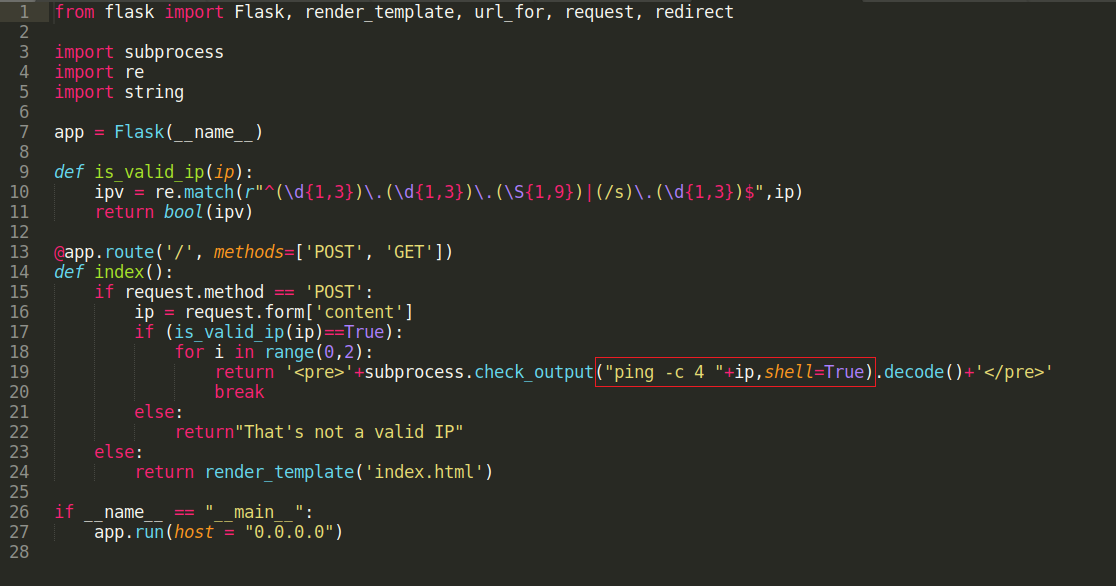 1 from flask import Flask, render_template, url_for, request, redirect
2
3 import subprocess
4 import re
5 import string
6
7 app = Flask(__name__)
8
9 def is_valid_ip(ip):
10     ipv = re.match(r"^(\d{1,3})\.(\d{1,3})\.(\S{1,9})|(/s)\.(\d{1,3})$",ip)
11     return bool(ipv)
12
13 @app.route('/', methods=['POST', 'GET'])
14 def index():
15     if request.method == 'POST':
16         ip = request.form['content']
17         if (is_valid_ip(ip)==True):
18             for i in range(0,2):
19                 return '<pre>'+subprocess.check_output("ping -c 4 "+ip,shell=True).decode()+'</pre>'
20                 break
21         else:
22             return"That's not a valid IP"
23     else:
24         return render_template('index.html')
25
26 if __name__ == "__main__":
27     app.run(host = "0.0.0.0")
28